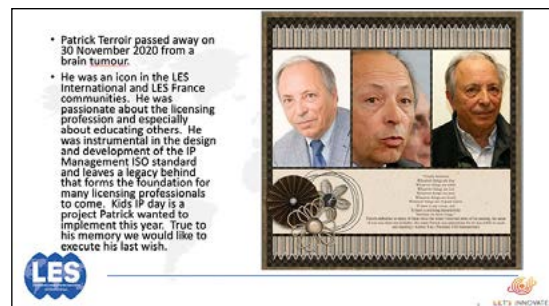 • Patrick Terroir passed away on
30 November 2020 from a
brain tumour.
• He was an icon in the LES
International and LES France
communities. He was
passionate about the licensing
profession and especially
about educating others. He
was instrumental in the design
and development of the IP
Management ISO standard
and leaves a legacy behind
that forms the foundation for
many licensing professionals
to come. Kids IP day is a
project Patrick wanted to
implement this year. True to
his memory we would like to
execute his last wish.
LES
LET'S INNOVATE